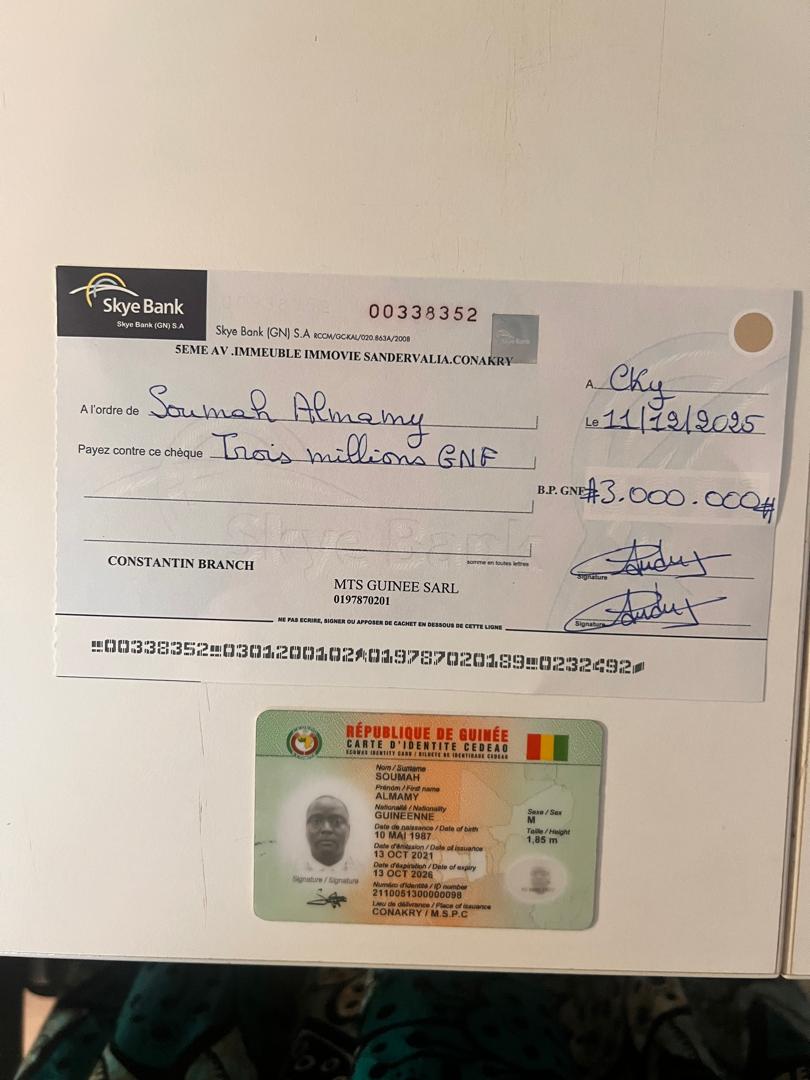 Skye Bank
Skye Bank (GN) S.A
00338352
Skye Bank (GN) S.A RCCM/GCKAL/020.863A/2008
5EME AV .IMMEUBLE IMMOVIE SANDERVALIA.CONAKRY
A Cky
A l'ordre de Soumah Almamy
Le 11/12/2025
Payez contre ce chèque Trois millions GNF
B.P. GNF #3.000.000#
somme en toutes lettres
CONSTANTIN BRANCH
MTS GUINEE SARL
0197870201
Signature
Signature
NE PAS ECRIRE, SIGNER OU APPOSER DE CACHET EN DESSOUS DE CETTE LIGNE
00338352 0301200102 019787020189 0232492
RÉPUBLIQUE DE GUINÉE
CARTE D'IDENTITE CEDEAO
ECOWAS IDENTITY CARD / BILHETE DE IDENTIDADE CEDEAO
Nom / Surname
SOUMAH
Prénom / First name
ALMAMY
Nationalité / Nationality
GUINEENNE
Sexe / Sex
M
Date de naissance / Date of birth
10 MAI 1987
Taille / Height
1,85 m
Date d'émission / Date of issuance
13 OCT 2021
Date d'expiration / Date of expiry
13 OCT 2026
Signature / Signature
Numéro d'identité / ID number
2110051300000098
Lieu de délivrance / Place of issuance
CONAKRY / M.S.P.C